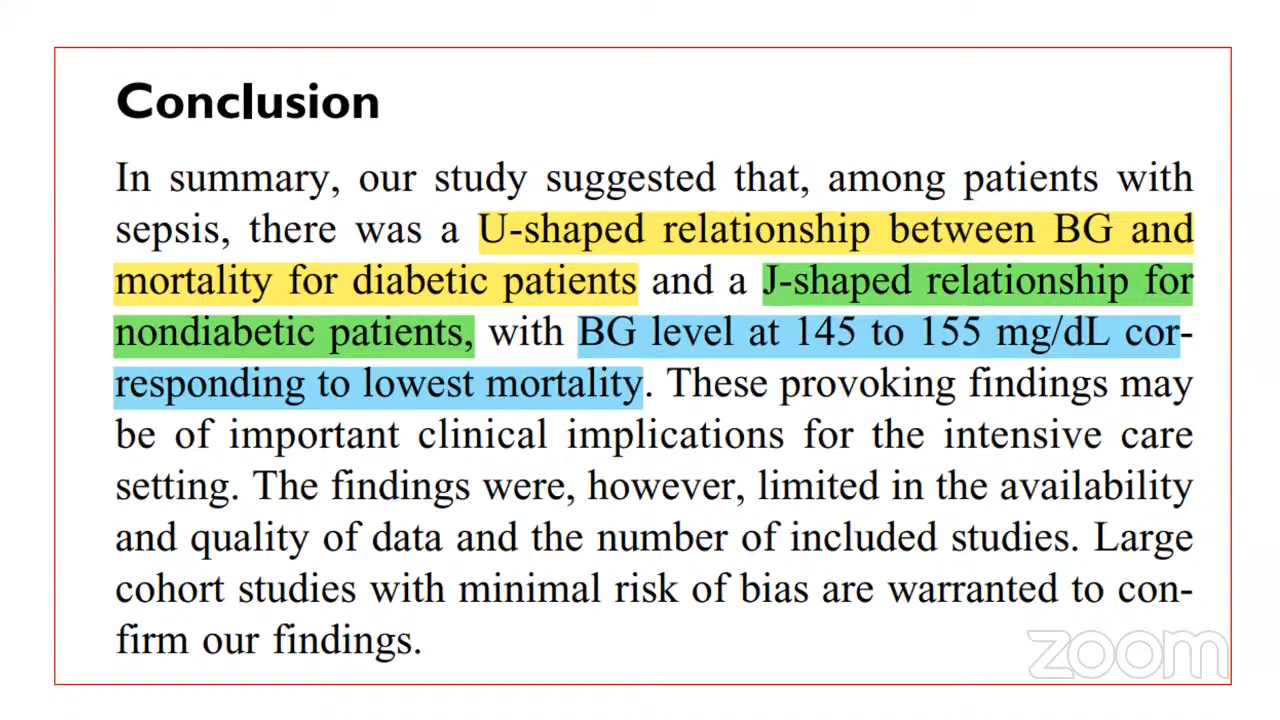 Conclusion
In summary, our study suggested that, among patients with
sepsis, there was a U-shaped relationship between BG and
mortality for diabetic patients and a J-shaped relationship for
nondiabetic patients, with BG level at 145 to 155 mg/dL cor-
responding to lowest mortality. These provoking findings may
be of important clinical implications for the intensive care
setting. The findings were, however, limited in the availability
and quality of data and the number of included studies. Large
cohort studies with minimal risk of bias are warranted to con-
firm our findings.
zoom